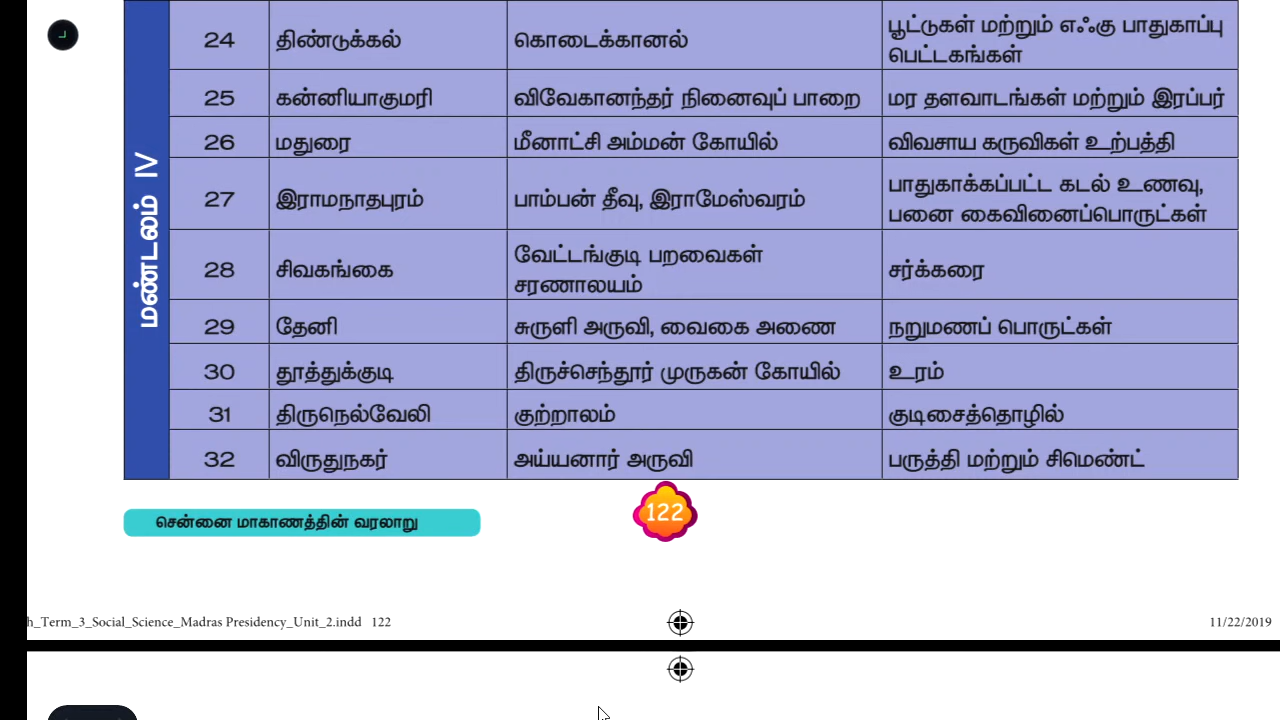 24 திண்டுக்கல் கொடைக்கானல் பூட்டுகள் மற்றும் எஃகு பாதுகாப்பு
பெட்டகங்கள்
25 கன்னியாகுமரி விவேகானந்தர் நினைவுப் பாறை மர தளவாடங்கள் மற்றும் இரப்பர்
26 மதுரை மீனாட்சி அம்மன் கோயில் விவசாய கருவிகள் உற்பத்தி
மண்டலம் IV
27 இராமநாதபுரம் பாம்பன் தீவு, இராமேஸ்வரம் பாதுகாக்கப்பட்ட கடல் உணவு,
பனை கைவினைப்பொருட்கள்
28 சிவகங்கை வேட்டங்குடி பறவைகள்
சரணாலயம் சர்க்கரை
29 தேனி சுருளி அருவி, வைகை அணை நறுமணப் பொருட்கள்
30 தூத்துக்குடி திருச்செந்தூர் முருகன் கோயில் உரம்
31 திருநெல்வேலி குற்றாலம் குடிசைத்தொழில்
32 விருதுநகர் அய்யனார் அருவி பருத்தி மற்றும் சிமெண்ட்
சென்னை மாகாணத்தின் வரலாறு 122
h_Term_3_Social_Science_Madras Presidency_Unit_2.indd 122 11/22/2019